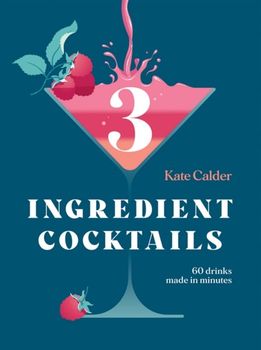 3
Kate Calder
INGREDIENT
COCKTAILS
60 drinks
made in minutes